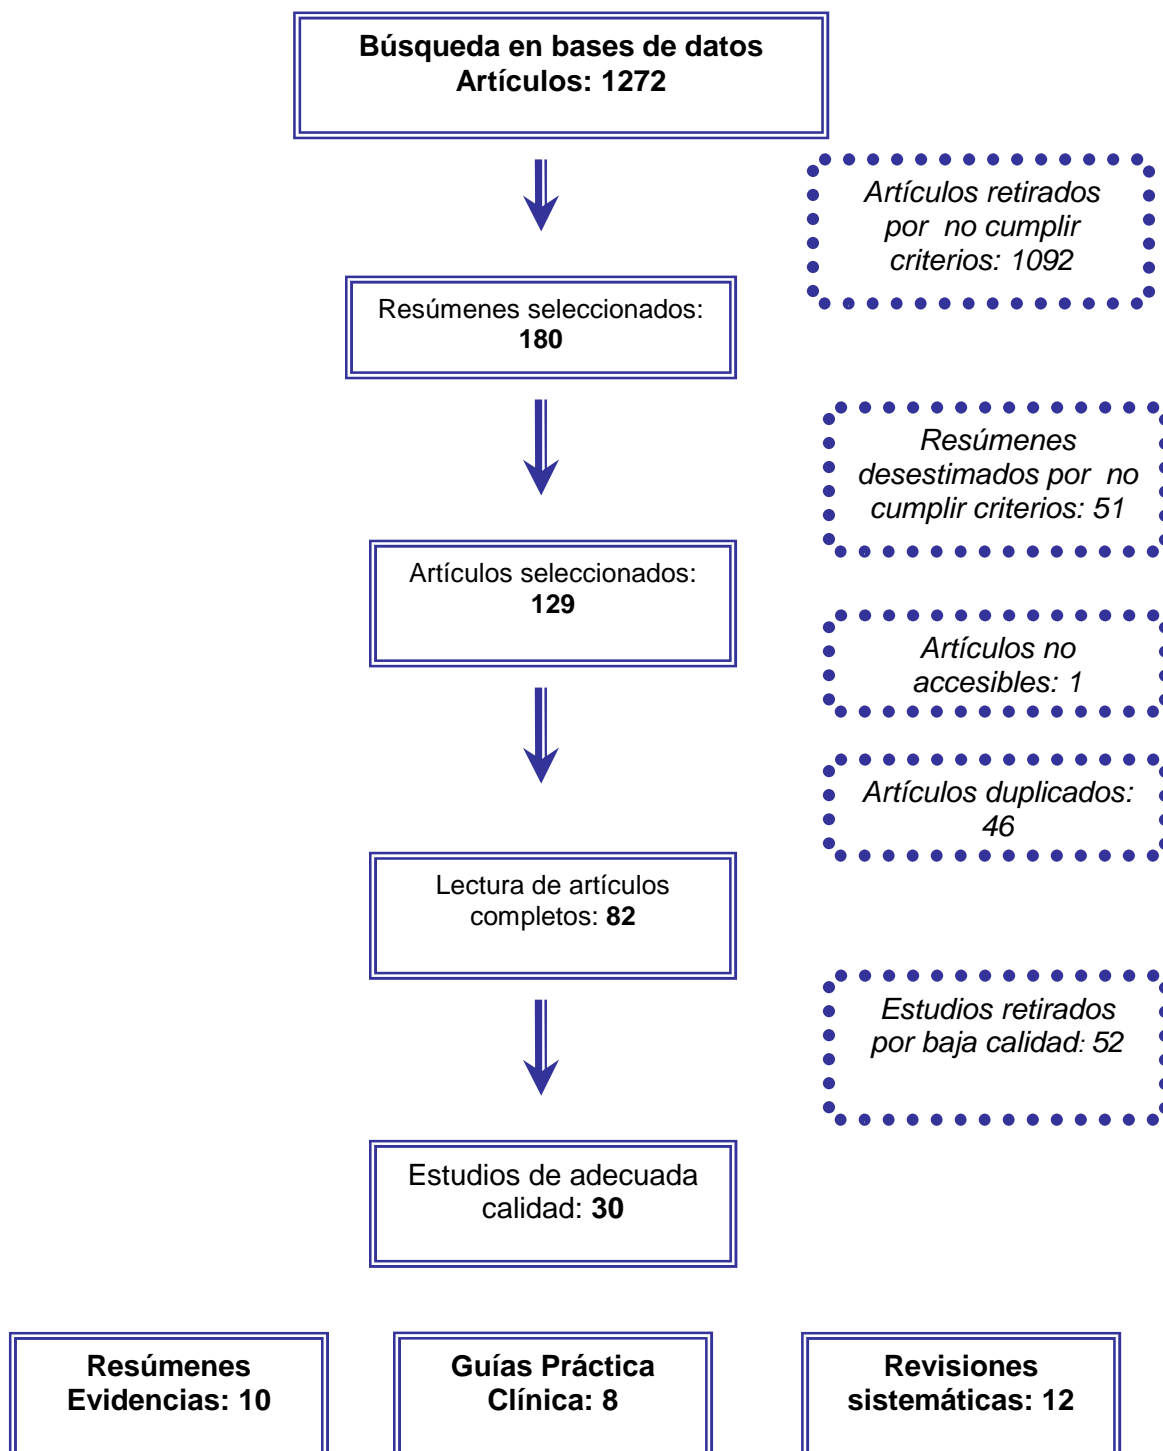 Búsqueda en bases de datos
Artículos: 1272
Artículos retirados
por no cumplir
criterios: 1092
Resúmenes seleccionados:
180
Resúmenes
desestimados por no
cumplir criterios: 51
Artículos seleccionados:
129
Artículos no
accesibles: 1
Artículos duplicados:
46
Lectura de artículos
completos: 82
Estudios retirados
por baja calidad: 52
Estudios de adecuada
calidad: 30
Resúmenes
Evidencias: 10
Guías Práctica
Clínica: 8
Revisiones
sistemáticas: 12